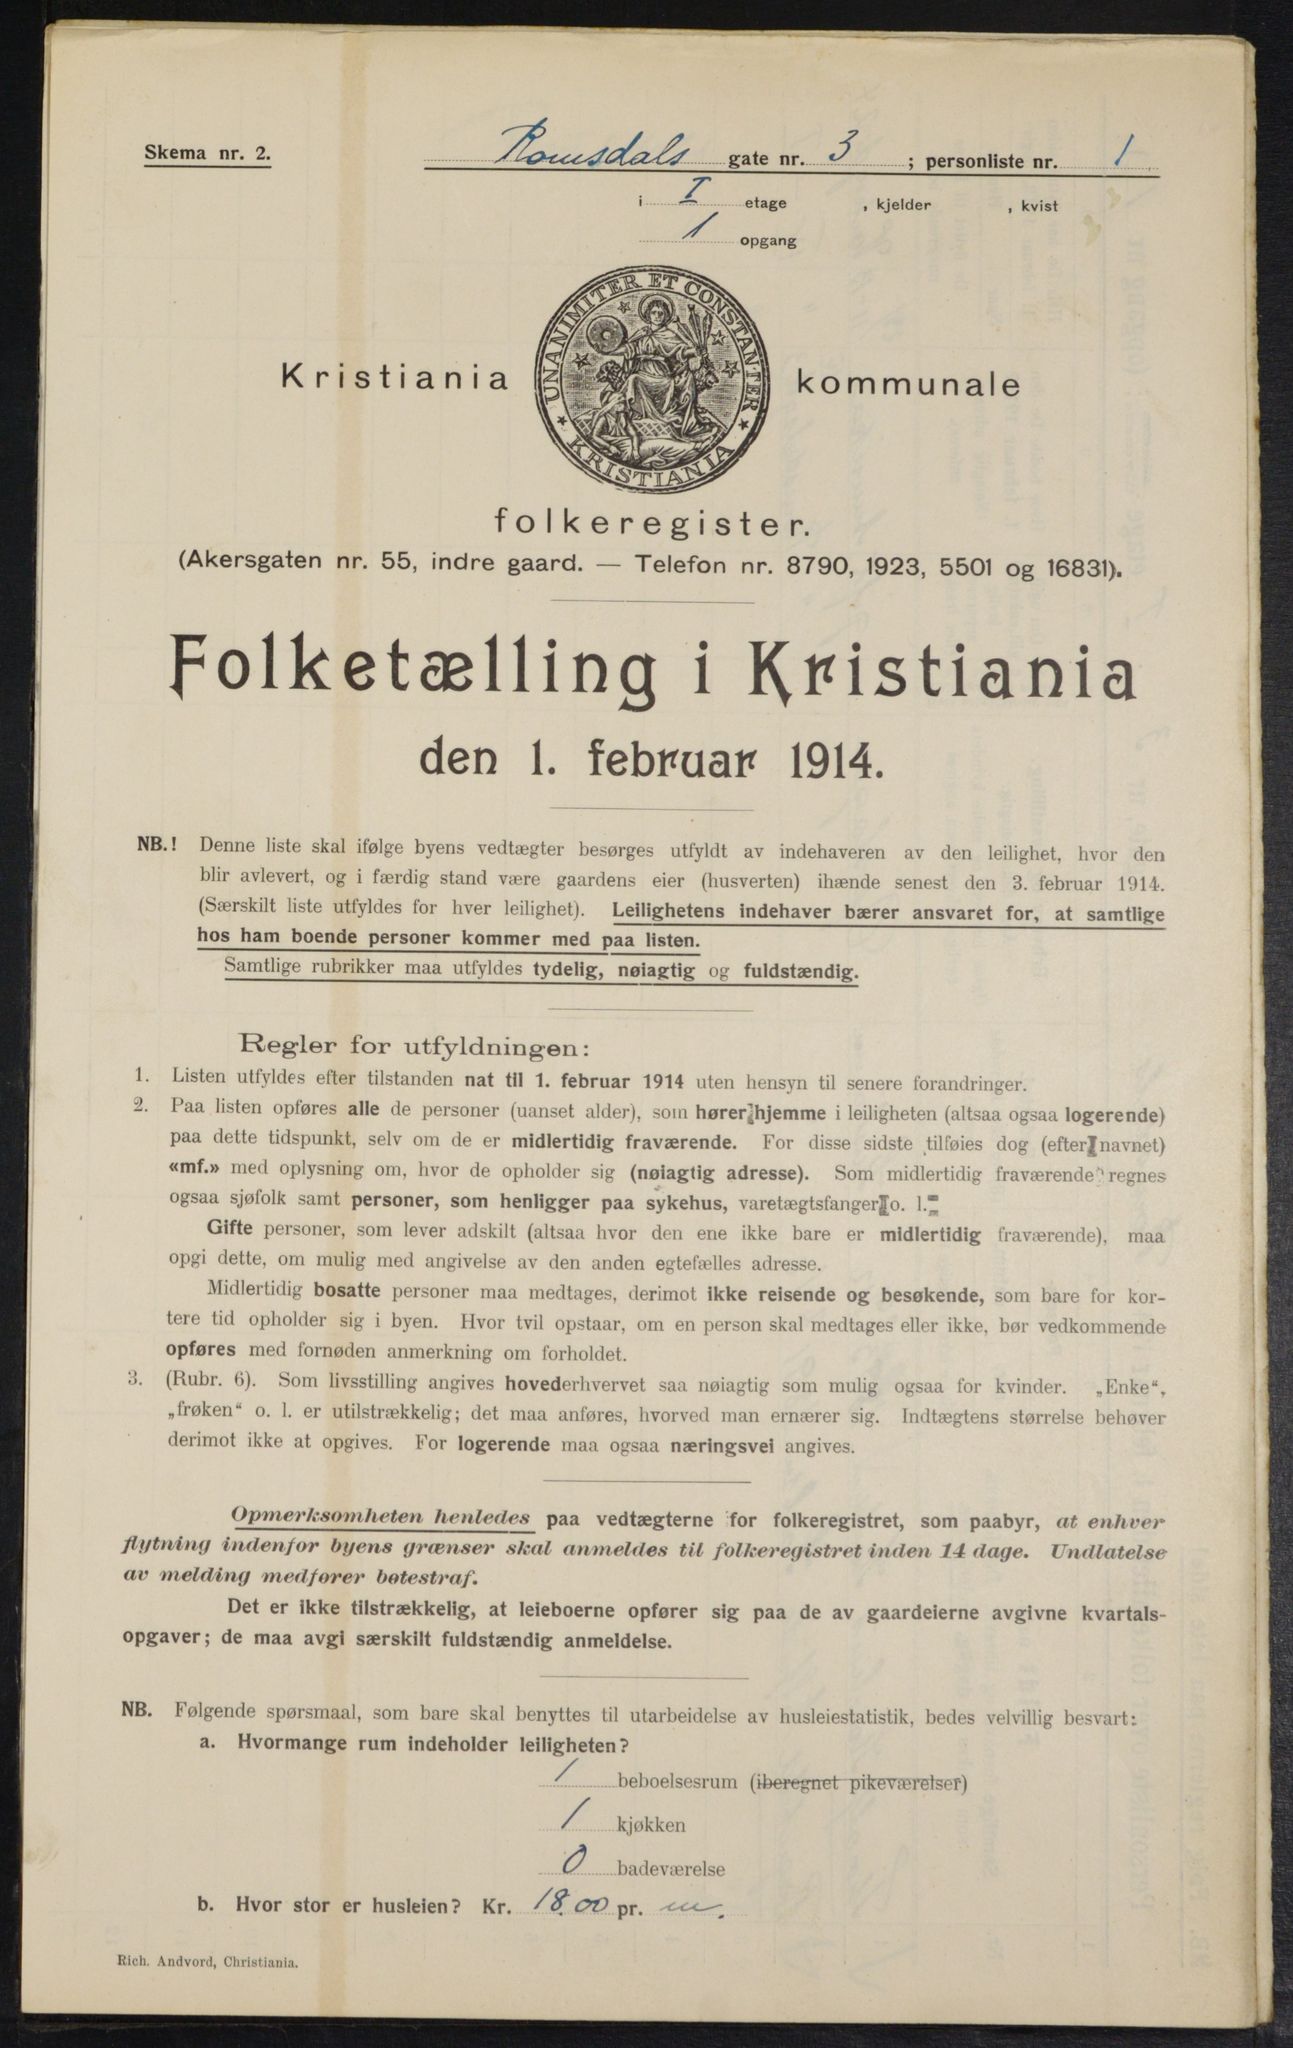 Skema nr. 2.
Romsdals gate nr. 3 ; personliste nr. 1
i I etage , kjelder , kvist
1 opgang
UNANIMITER ET CONSTANTER
KRISTIANIA
Kristiania kommunale
folkeregister.
(Akersgaten nr. 55, indre gaard. — Telefon nr. 8790, 1923, 5501 og 16831).
Folketælling i Kristiania
den 1. februar 1914.
NB.! Denne liste skal ifølge byens vedtægter besørges utfyldt av indehaveren av den leilighet, hvor den
blir avlevert, og i færdig stand være gaardens eier (husverten) ihænde senest den 3. februar 1914.
(Særskilt liste utfyldes for hver leilighet). Leilighetens indehaver bærer ansvaret for, at samtlige
hos ham boende personer kommer med paa listen.
Samtlige rubrikker maa utfyldes tydelig, nøiagtig og fuldstændig.
Regler for utfyldningen:
1. Listen utfyldes efter tilstanden nat til 1. februar 1914 uten hensyn til senere forandringer.
2. Paa listen opføres alle de personer (uanset alder), som hører hjemme i leiligheten (altsaa ogsaa logerende)
paa dette tidspunkt, selv om de er midlertidig fraværende. For disse sidste tilføies dog (efter navnet)
«mf.» med oplysning om, hvor de opholder sig (nøiagtig adresse). Som midlertidig fraværende regnes
ogsaa sjøfolk samt personer, som henligger paa sykehus, varetægtsfanger o. l.
Gifte personer, som lever adskilt (altsaa hvor den ene ikke bare er midlertidig fraværende), maa
opgi dette, om mulig med angivelse av den anden egtefælles adresse.
Midlertidig bosatte personer maa medtages, derimot ikke reisende og besøkende, som bare for kor-
tere tid opholder sig i byen. Hvor tvil opstaar, om en person skal medtages eller ikke, bør vedkommende
opføres med fornøden anmerkning om forholdet.
3. (Rubr. 6). Som livsstilling angives hovederhvervet saa nøiagtig som mulig ogsaa for kvinder. „Enke“,
„frøken“ o. l. er utilstrækkelig; det maa anføres, hvorved man ernærer sig. Indtægtens størrelse behøver
derimot ikke at opgives. For logerende maa ogsaa næringsvei angives.
Opmerksomheten henledes paa vedtægterne for folkeregistret, som paabyr, at enhver
flytning indenfor byens grænser skal anmeldes til folkeregistret inden 14 dage. Undlatelse
av melding medfører bøtestraf.
Det er ikke tilstrækkelig, at leieboerne opfører sig paa de av gaardeierne avgivne kvartals-
opgaver; de maa avgi særskilt fuldstændig anmeldelse.
NB. Følgende spørsmaal, som bare skal benyttes til utarbeidelse av husleiestatistik, bedes velvillig besvart:
a. Hvormange rum indeholder leiligheten?
1 beboelsesrum (iberegnet pikeværelser)
1 kjøkken
0 badeværelse
b. Hvor stor er husleien? Kr. 18.00 pr. m.
Rich. Andvord, Christiania.